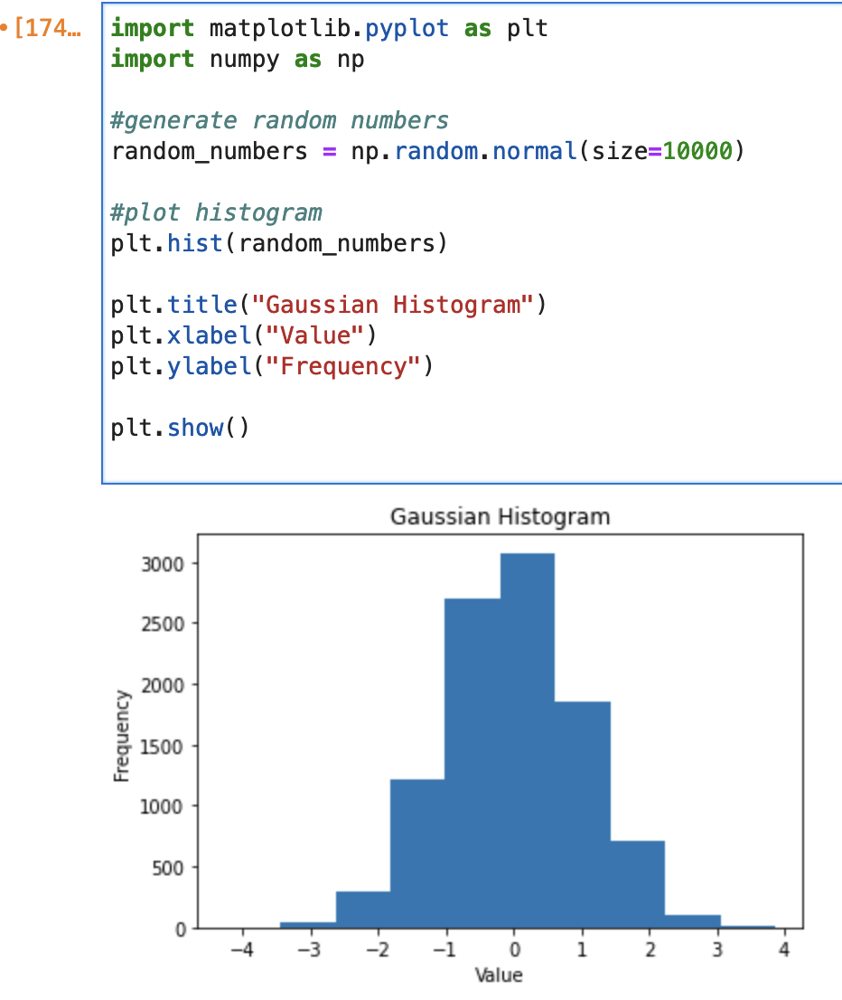 [174…
import matplotlib.pyplot as plt
import numpy as np
#generate random numbers
random_numbers = np.random.normal(size=10000)
#plot histogram
plt.hist(random_numbers)
plt.title("Gaussian Histogram")
plt.xlabel("Value")
plt.ylabel("Frequency")
plt.show()
Gaussian Histogram
3000
2500
2000
1500
1000
500
0
Frequency
−4 −3 −2 −1 0 1 2 3 4
Value